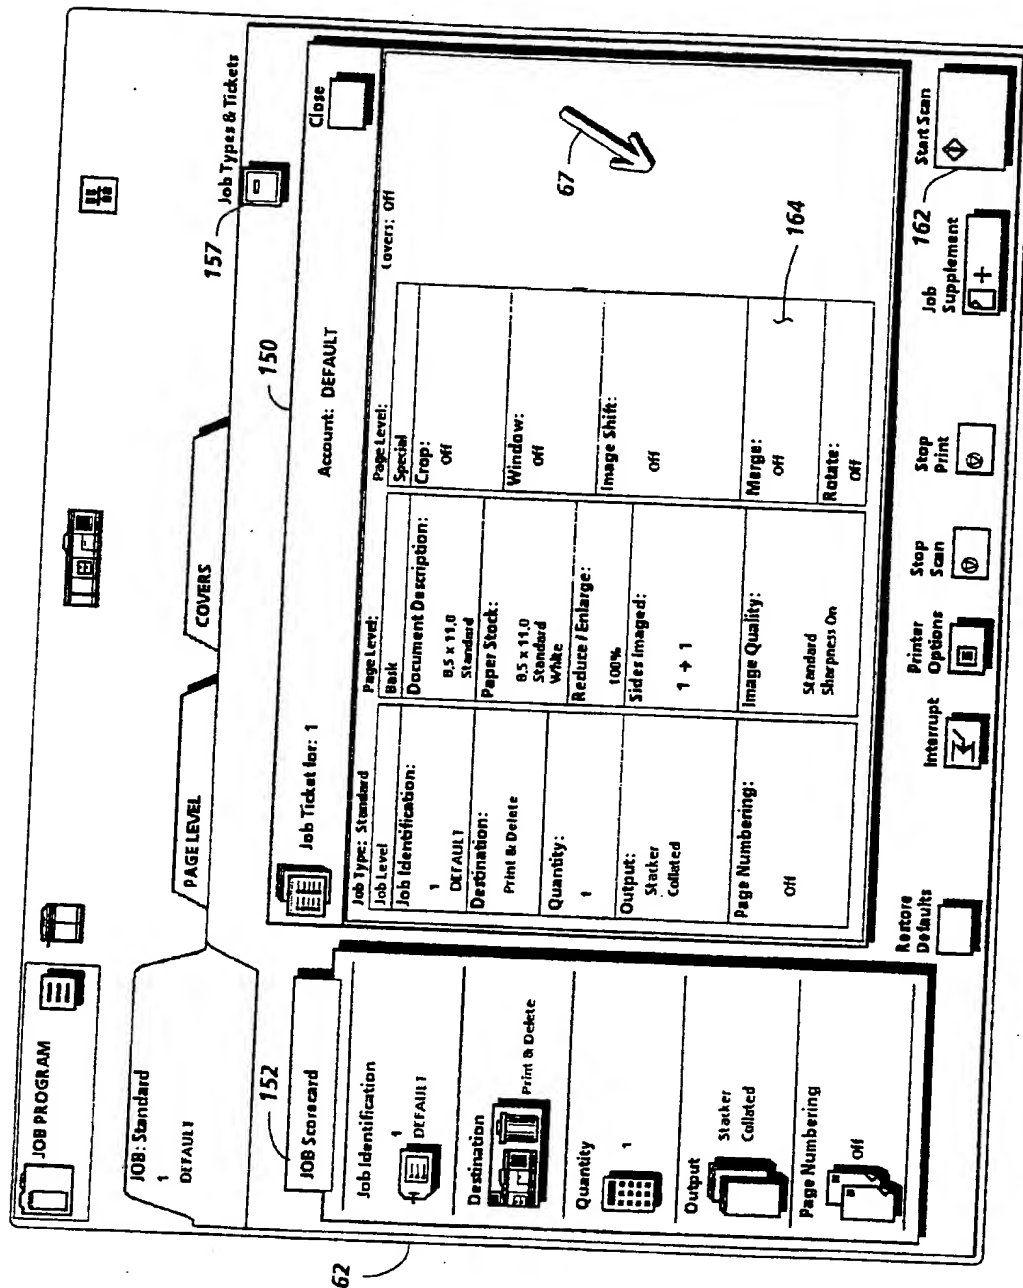 JOB PROGRAM
JOB: Standard
1
DEFAULT
PAGE LEVEL
COVERS
157
Job Types & Tickets
152
JOB Scorecard
Job Identification
1
DEFAULT
Destination
Print & Delete
Quantity
1
Output
Stacker
Collated
Page Numbering
Off
62
150
Job Ticket for: 1
Account: DEFAULT
Close
Job Type: Standard
Job Level
Job Identification:
1
DEFAULT
Destination:
Print & Delete
Quantity:
1
Output:
Stacker
Collated
Page Numbering:
Off
Page Level:
Basic
Document Description:
8.5 x 11.0
Standard
Paper Stock:
8.5 x 11.0
Standard
White
Reduce / Enlarge:
100%
Sides Imaged:
1 → 1
Image Quality:
Standard
Sharpness On
Page Level:
Special
Crop:
Off
Window:
Off
Image Shift:
Off
Merge:
Off
Rotate:
Off
Covers: Off
67
164
Restore
Defaults
Interrupt
Printer
Options
Stop
Scan
Stop
Print
Job
Supplement
162
Start Scan